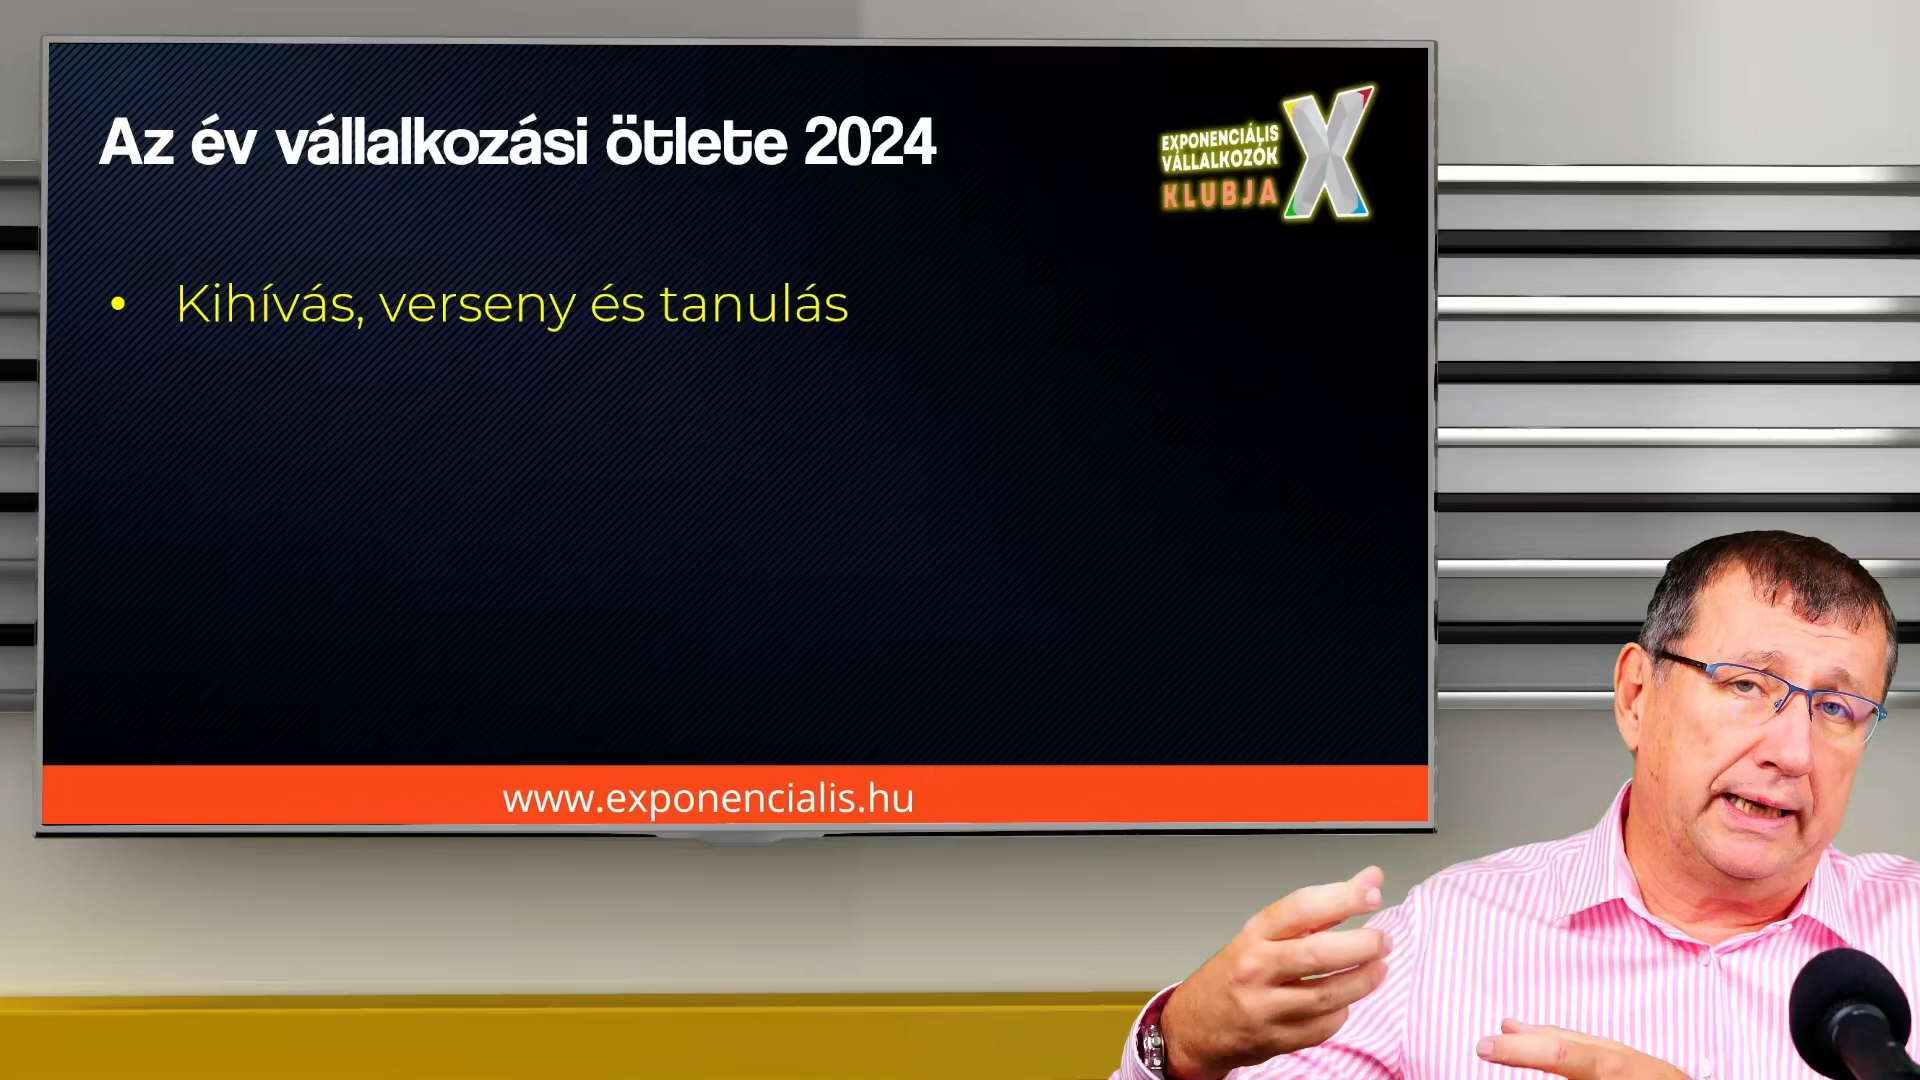 Az év vállalkozási ötlete 2024
EXPONENCIÁLIS
VÁLLALKOZÓK
KLUBJA
X
• Kihívás, verseny és tanulás
www.exponencialis.hu